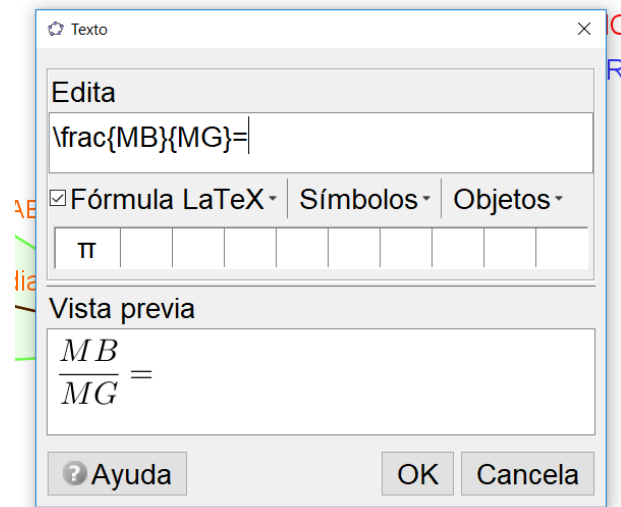 Texto
Edita
\frac{MB}{MG}=
Fórmula LaTeX Símbolos Objetos
π
Vista previa
MB
MG =
Ayuda OK Cancela